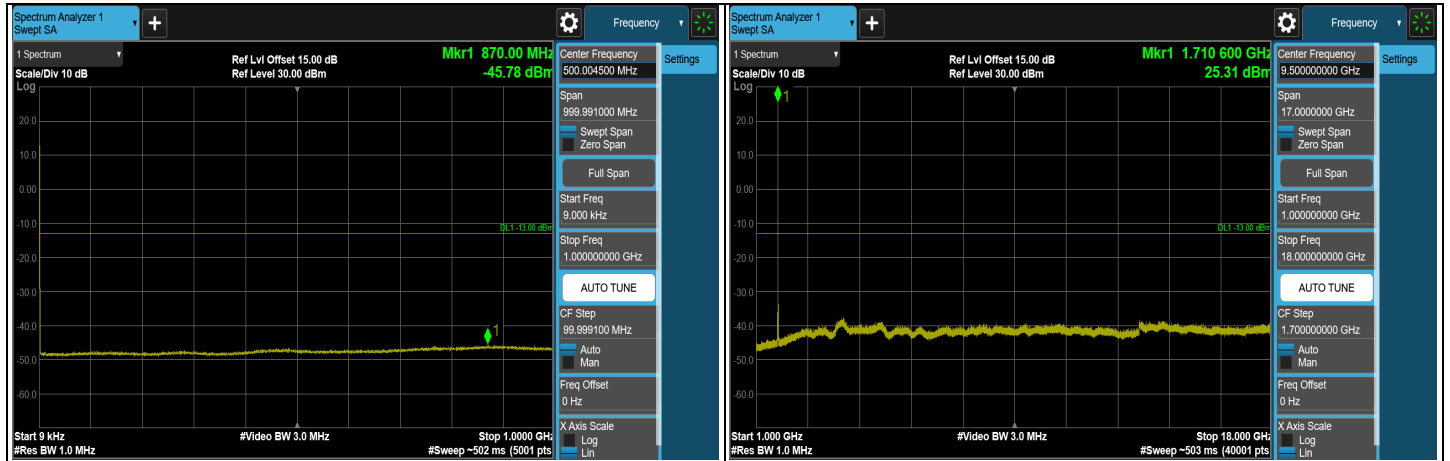 Spectrum Analyzer 1
Swept SA
+
Frequency
1 Spectrum
Scale/Div 10 dB
Log
Ref Lvl Offset 15.00 dB
Ref Level 30.00 dBm
Mkr1 870.00 MHz
-45.78 dBm
20.0
10.0
0.00
-10.0
-20.0
-30.0
-40.0
-50.0
-60.0
DL1 -13.00 dBm
1
Start 9 kHz
#Res BW 1.0 MHz
#Video BW 3.0 MHz
Stop 1.0000 GHz
#Sweep ~502 ms (5001 pts
Center Frequency
500.004500 MHz
Settings
Span
999.991000 MHz
Swept Span
Zero Span
Full Span
Start Freq
9.000 kHz
Stop Freq
1.000000000 GHz
AUTO TUNE
CF Step
99.999100 MHz
Auto
Man
Freq Offset
0 Hz
X Axis Scale
Log
Lin
Spectrum Analyzer 1
Swept SA
+
Frequency
1 Spectrum
Scale/Div 10 dB
Log
Ref Lvl Offset 15.00 dB
Ref Level 30.00 dBm
Mkr1 1.710 600 GHz
25.31 dBm
1
20.0
10.0
0.00
-10.0
-20.0
-30.0
-40.0
-50.0
-60.0
DL1 -13.00 dBm
Start 1.000 GHz
#Res BW 1.0 MHz
#Video BW 3.0 MHz
Stop 18.000 GHz
#Sweep ~503 ms (40001 pts
Center Frequency
9.500000000 GHz
Settings
Span
17.0000000 GHz
Swept Span
Zero Span
Full Span
Start Freq
1.000000000 GHz
Stop Freq
18.000000000 GHz
AUTO TUNE
CF Step
1.700000000 GHz
Auto
Man
Freq Offset
0 Hz
X Axis Scale
Log
Lin